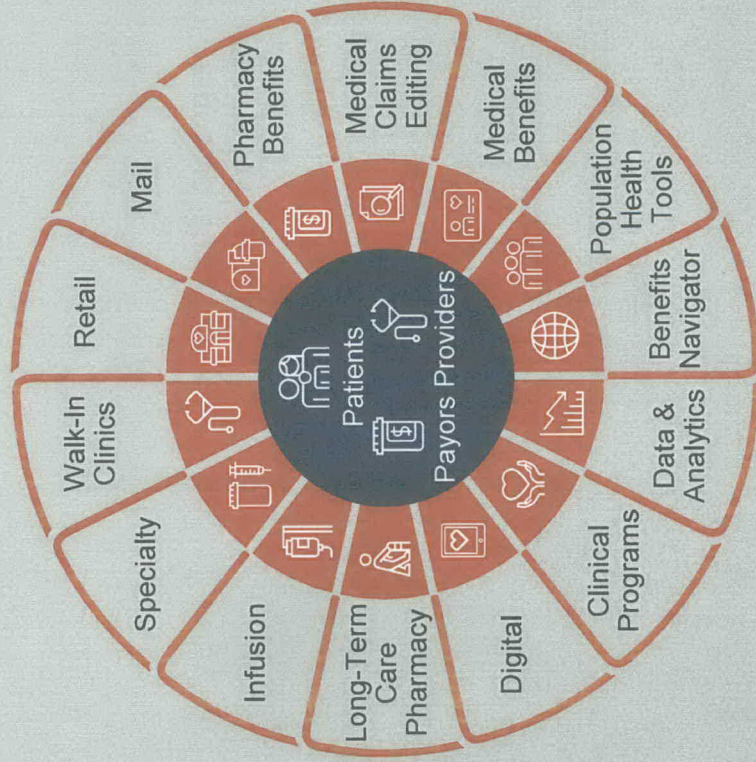 Long-Term
Care
Pharmacy
Infusion
Specialty
Walk-In
Clinics
Retail
Mail
Pharmacy
Benefits
Medical
Claims
Editing
Medical
Benefits
Population
Health
Tools
Benefits
Navigator
Data &
Analytics
Clinical
Programs
Digital
Patients
Payors Providers